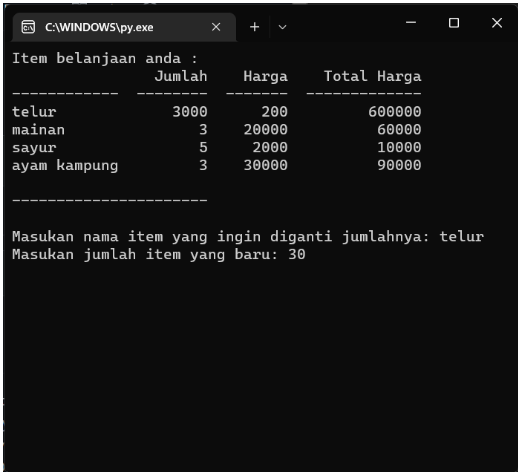 C:\WINDOWS\py.exe
Item belanjaan anda :
Jumlah Harga Total Harga
------------ -------- ------- -------------
telur 3000 200 600000
mainan 3 20000 60000
sayur 5 2000 10000
ayam kampung 3 30000 90000
----------------------
Masukan nama item yang ingin diganti jumlahnya: telur
Masukan jumlah item yang baru: 30